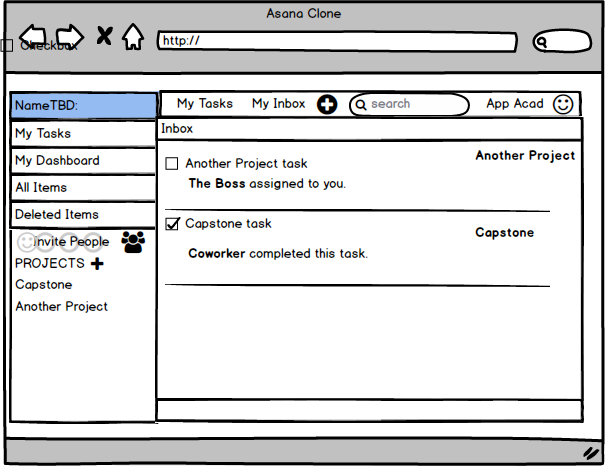 Asana Clone
Checkbox
http://
NameTBD:
My Tasks
My Dashboard
All Items
Deleted Items
Invite People
PROJECTS
Capstone
Another Project
My Tasks My Inbox search App Acad
Inbox
Another Project task Another Project
The Boss assigned to you.
Capstone task Capstone
Coworker completed this task.